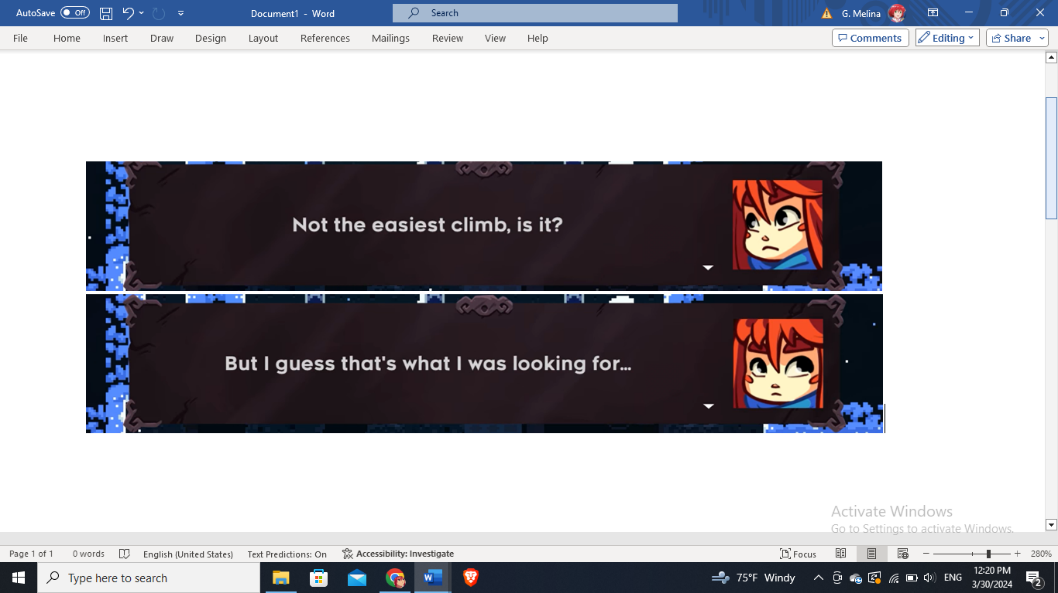 AutoSave Off Document1 - Word Search G. Melina
File Home Insert Draw Design Layout References Mailings Review View Help Comments Editing Share
Not the easiest climb, is it?
But I guess that's what I was looking for...
Activate Windows
Go to Settings to activate Windows.
Page 1 of 1 0 words English (United States) Text Predictions: On Accessibility: Investigate Focus 280%
Type here to search 75°F Windy ENG 12:20 PM
3/30/2024 2